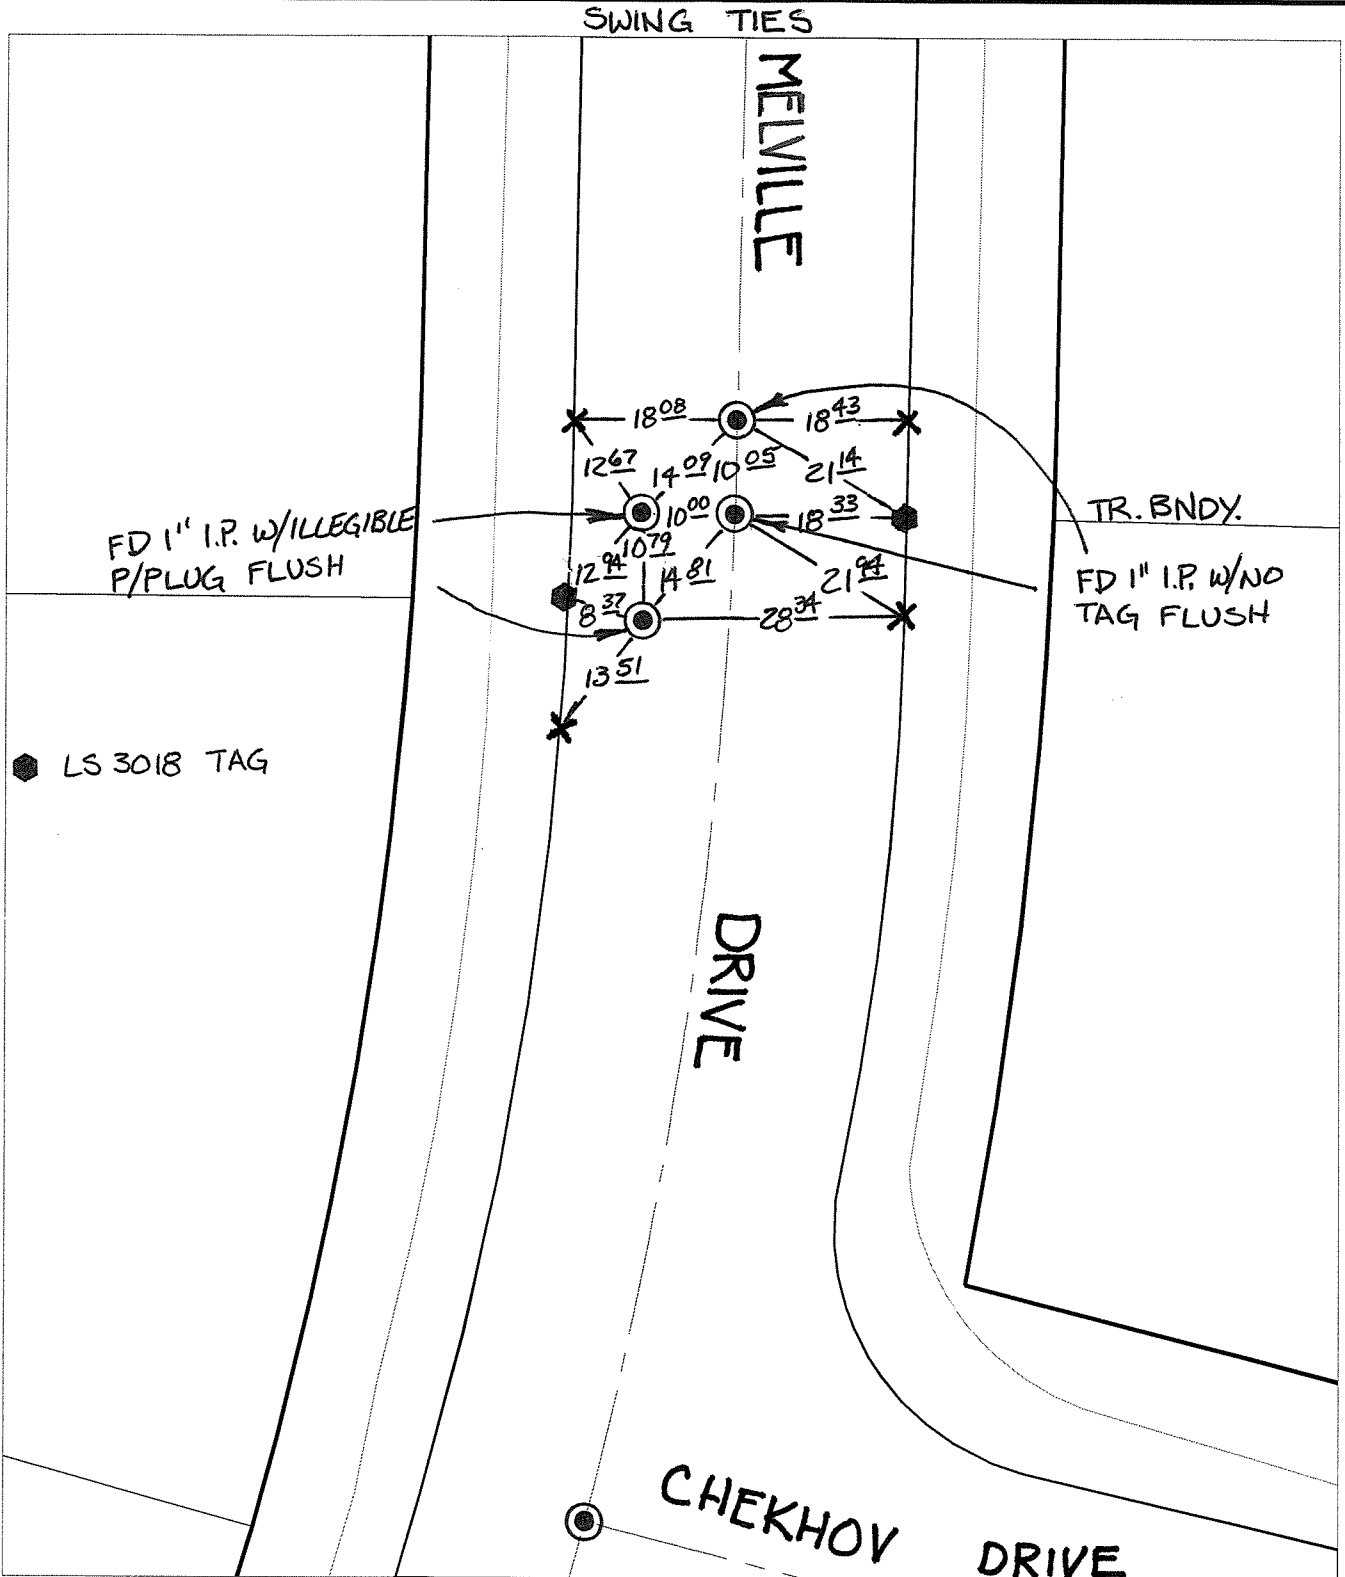 SWING TIES
MELVILLE
18 08
18 43
12 67
14 09
10 05
21 14
10 00
18 33
TR. BNDY.
FD 1" I.P. W/ILLEGIBLE
P/PLUG FLUSH
10 79
12 94
14 81
21 94
FD 1" I.P. W/NO
TAG FLUSH
8 37
28 34
13 51
LS 3018 TAG
DRIVE
CHEKHOV DRIVE